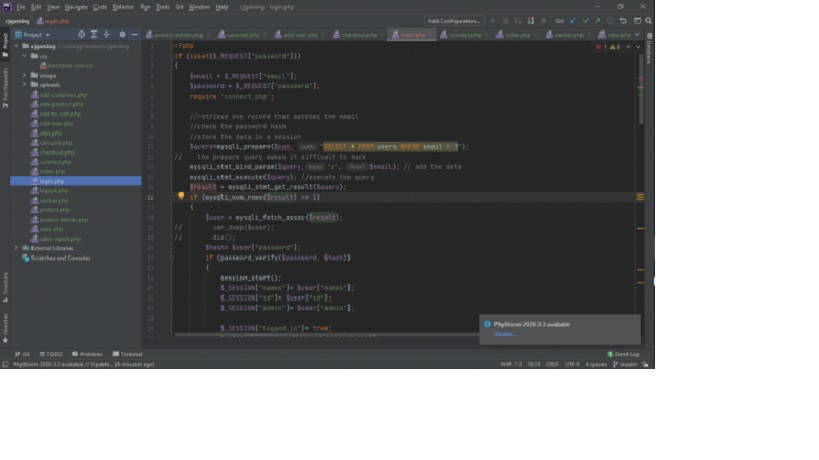 File Edit View Navigate Code Refactor Run Tools Git Window Help cjgaming - login.php
cjgaming login.php Add Configuration... Git:
Project
protect-admin.php carousel.php add-user.php checkout.php login.php connect.php index.php navbar.php sales.php
cjgaming C:\xampp\htdocs\cjgaming
css
bootstrap.min.css
image
uploads
add-customer.php
add-product.php
add-to-cart.php
add-user.php
carousel.php
checkout.php
connect.php
index.php
login.php
logout.php
navbar.php
protect.php
protect-admin.php
sales.php
sales-report.php
External Libraries
Scratches and Consoles
<?php
if (isset($_REQUEST["password"]))
{
$email = $_REQUEST["email"];
$password = $_REQUEST["password"];
require 'connect.php';
//retrieve one record that matches the email
//check the password hash
//store the data in a session
$query=mysqli_prepare($con, query: "SELECT * FROM users WHERE email = ?");
// the prepare query makes it difficult to hack
mysqli_stmt_bind_param($query, types: "s", $email); // add the data
mysqli_stmt_execute($query); //execute the query
$result = mysqli_stmt_get_result($query);
16 if (mysqli_num_rows($result) == 1)
{
$user = mysqli_fetch_assoc($result);
// var_dump($user);
// die();
$hash= $user["password"];
if (password_verify($password, $hash))
{
session_start();
$_SESSION["names"]= $user["names"];
$_SESSION["id"]= $user["id"];
$_SESSION["admin"]= $user["admin"];
$_SESSION["logged_in"]= true;
PhpStorm 2020.3.3 available
Update...
Git TODO Problems Terminal Event Log
PhpStorm 2020.3.3 available // Update... PHP: 7.0 CRLF UTF-8 4 spaces master